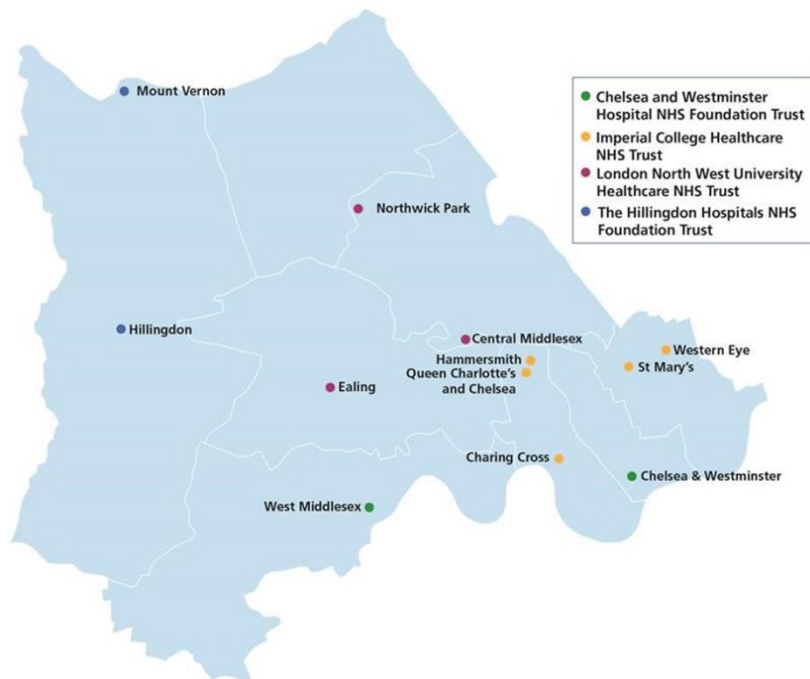 Mount Vernon
Chelsea and Westminster
Hospital NHS Foundation Trust
Imperial College Healthcare
NHS Trust
London North West University
Healthcare NHS Trust
The Hillingdon Hospitals NHS
Foundation Trust
Northwick Park
Hillingdon
Central Middlesex
Hammersmith
Queen Charlotte's
and Chelsea
Western Eye
St Mary's
Ealing
Charing Cross
Chelsea & Westminster
West Middlesex